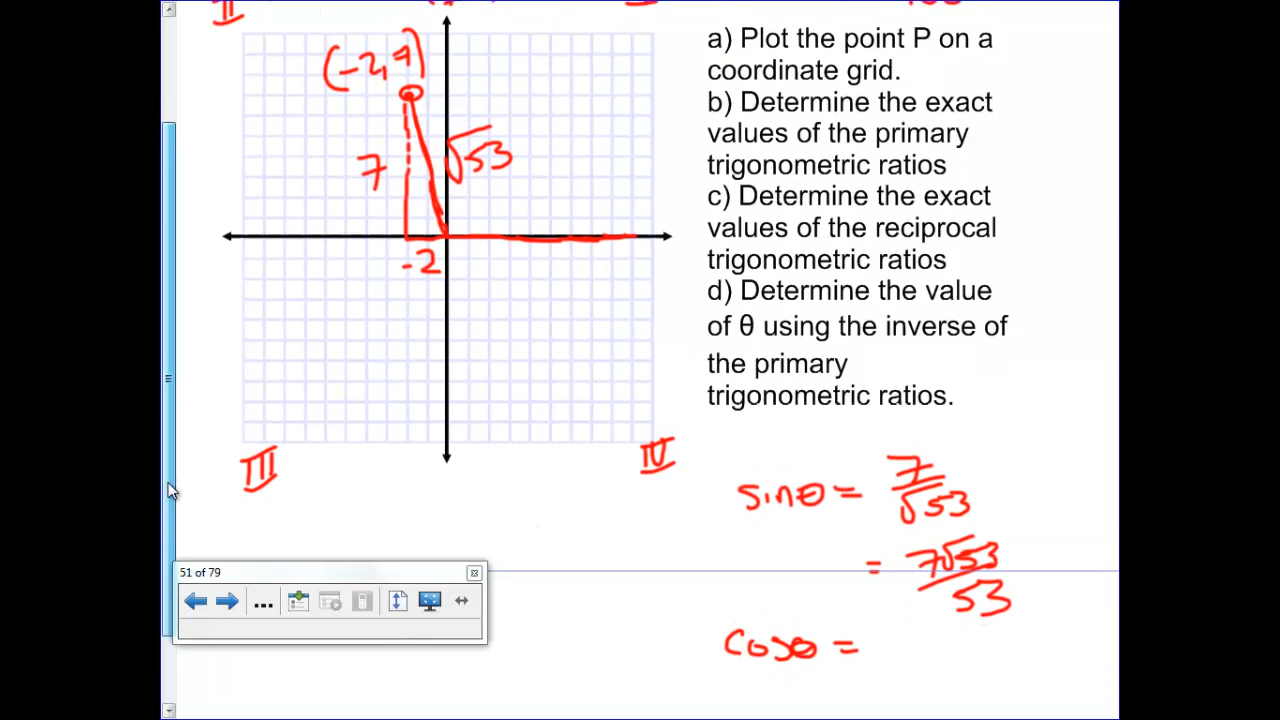 II
(-2, 7)
7
√53
-2
III
IV
a) Plot the point P on a
coordinate grid.
b) Determine the exact
values of the primary
trigonometric ratios
c) Determine the exact
values of the reciprocal
trigonometric ratios
d) Determine the value
of θ using the inverse of
the primary
trigonometric ratios.
sinθ = 7/√53
= 7√53/53
cosθ =
51 of 79
...